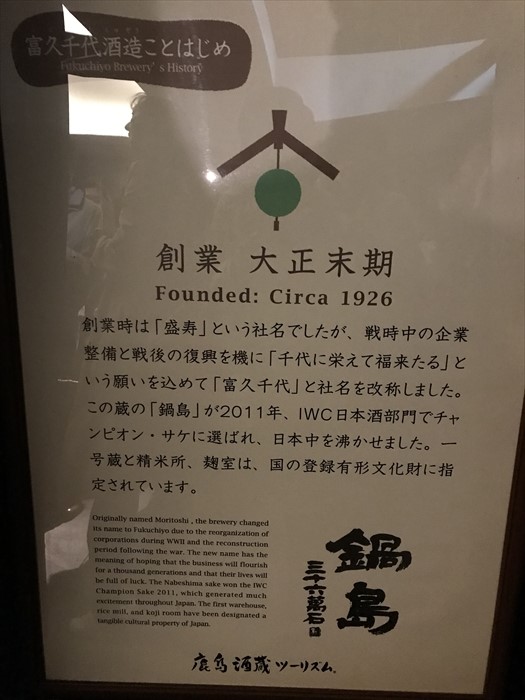 富久千代酒造ことはじめ
Fukuchiyo Brewery's History
創業 大正末期
Founded: Circa 1926
創業時は「盛寿」という社名でしたが、戦時中の企業
整備と戦後の復興を機に「千代に栄えて福来たる」と
いう願いを込めて「富久千代」と社名を改称しました。
この蔵の「鍋島」が2011年、IWC日本酒部門でチャ
ンピオン・サケに選ばれ、日本中を沸かせました。一
号蔵と精米所、麹室は、国の登録有形文化財に指
定されています。
Originally named Moritoshi , the brewery changed
its name to Fukuchiyo due to the reorgantzation of
corporations during WWII and the reconstruction
period following the war. The new name has the
meaning of hoping that the business will flourish
for a thousand generations and that their lives will
be full of luck. The Nabeshima sake won the IWC
Champion Sake 2011, which generated much
excitement throughout Japan. The first warehouse,
rice mill, and koji room have been designated a
tangible cultural property of Japan.
鍋島
三十六萬石
鹿島酒蔵ツーリズム。